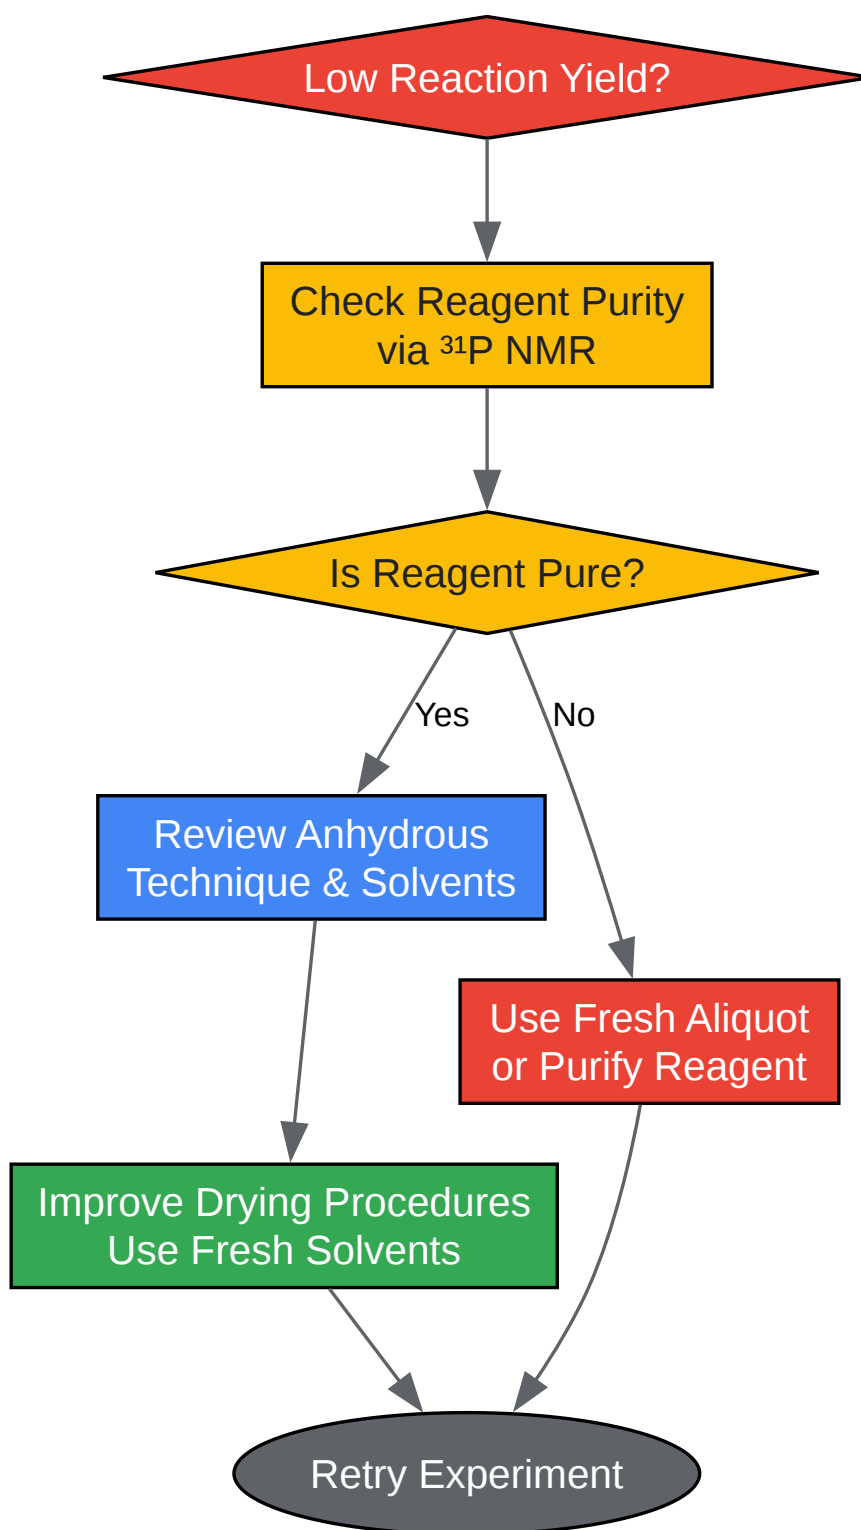 Low Reaction Yield?
Check Reagent Purity
via ³¹P NMR
Is Reagent Pure?
Yes
No
Review Anhydrous
Technique & Solvents
Use Fresh Aliquot
or Purify Reagent
Improve Drying Procedures
Use Fresh Solvents
Retry Experiment